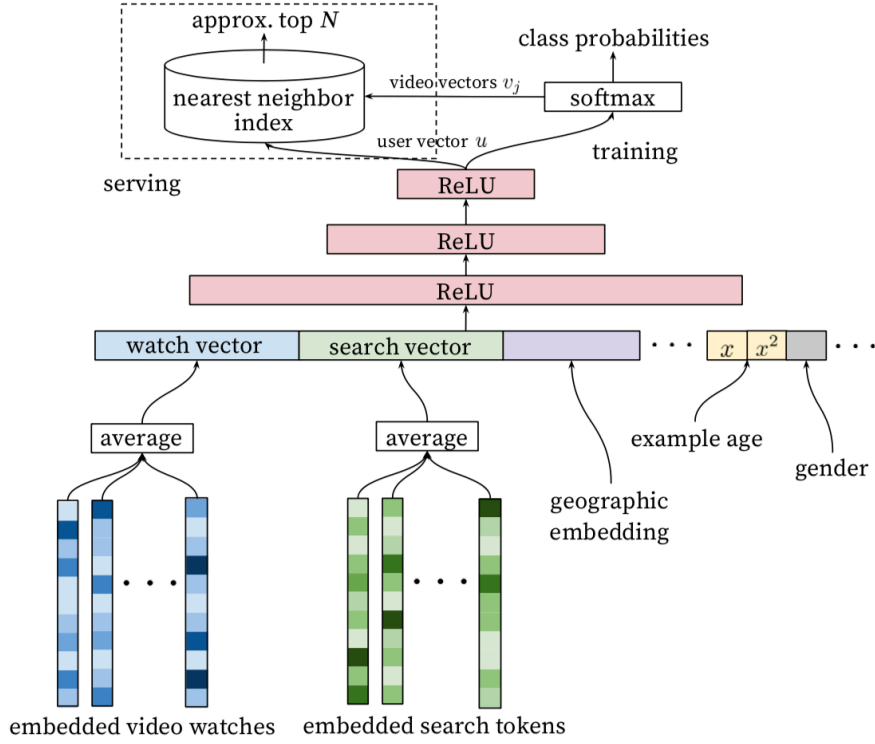 approx. top N
class probabilities
nearest neighbor
index
video vectors v_j
softmax
user vector u
training
serving
ReLU
ReLU
ReLU
watch vector
search vector
. . .
x
x²
. . .
average
average
example age
gender
geographic
embedding
. . .
. . .
embedded video watches
embedded search tokens